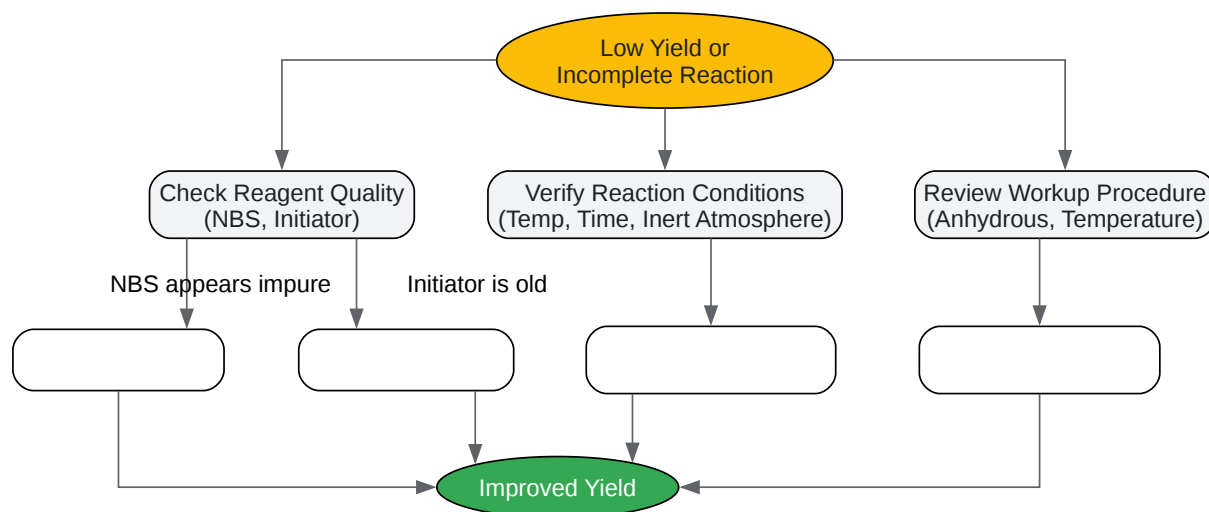 Low Yield or
Incomplete Reaction
Check Reagent Quality
(NBS, Initiator)
Verify Reaction Conditions
(Temp, Time, Inert Atmosphere)
Review Workup Procedure
(Anhydrous, Temperature)
NBS appears impure
Initiator is old
Improved Yield